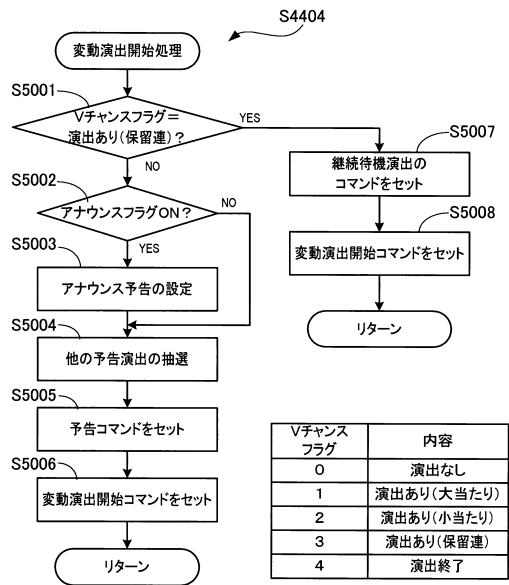 S4404
変動演出開始処理
S5001
Vチャンスフラグ＝
演出あり(保留連)？
YES
NO
S5002
アナウンスフラグON？
NO
YES
S5003
アナウンス予告の設定
S5004
他の予告演出の抽選
S5005
予告コマンドをセット
S5006
変動演出開始コマンドをセット
リターン
S5007
継続待機演出の
コマンドをセット
S5008
変動演出開始コマンドをセット
リターン
Vチャンス
フラグ
内容
0 演出なし
1 演出あり(大当たり)
2 演出あり(小当たり)
3 演出あり(保留連)
4 演出終了